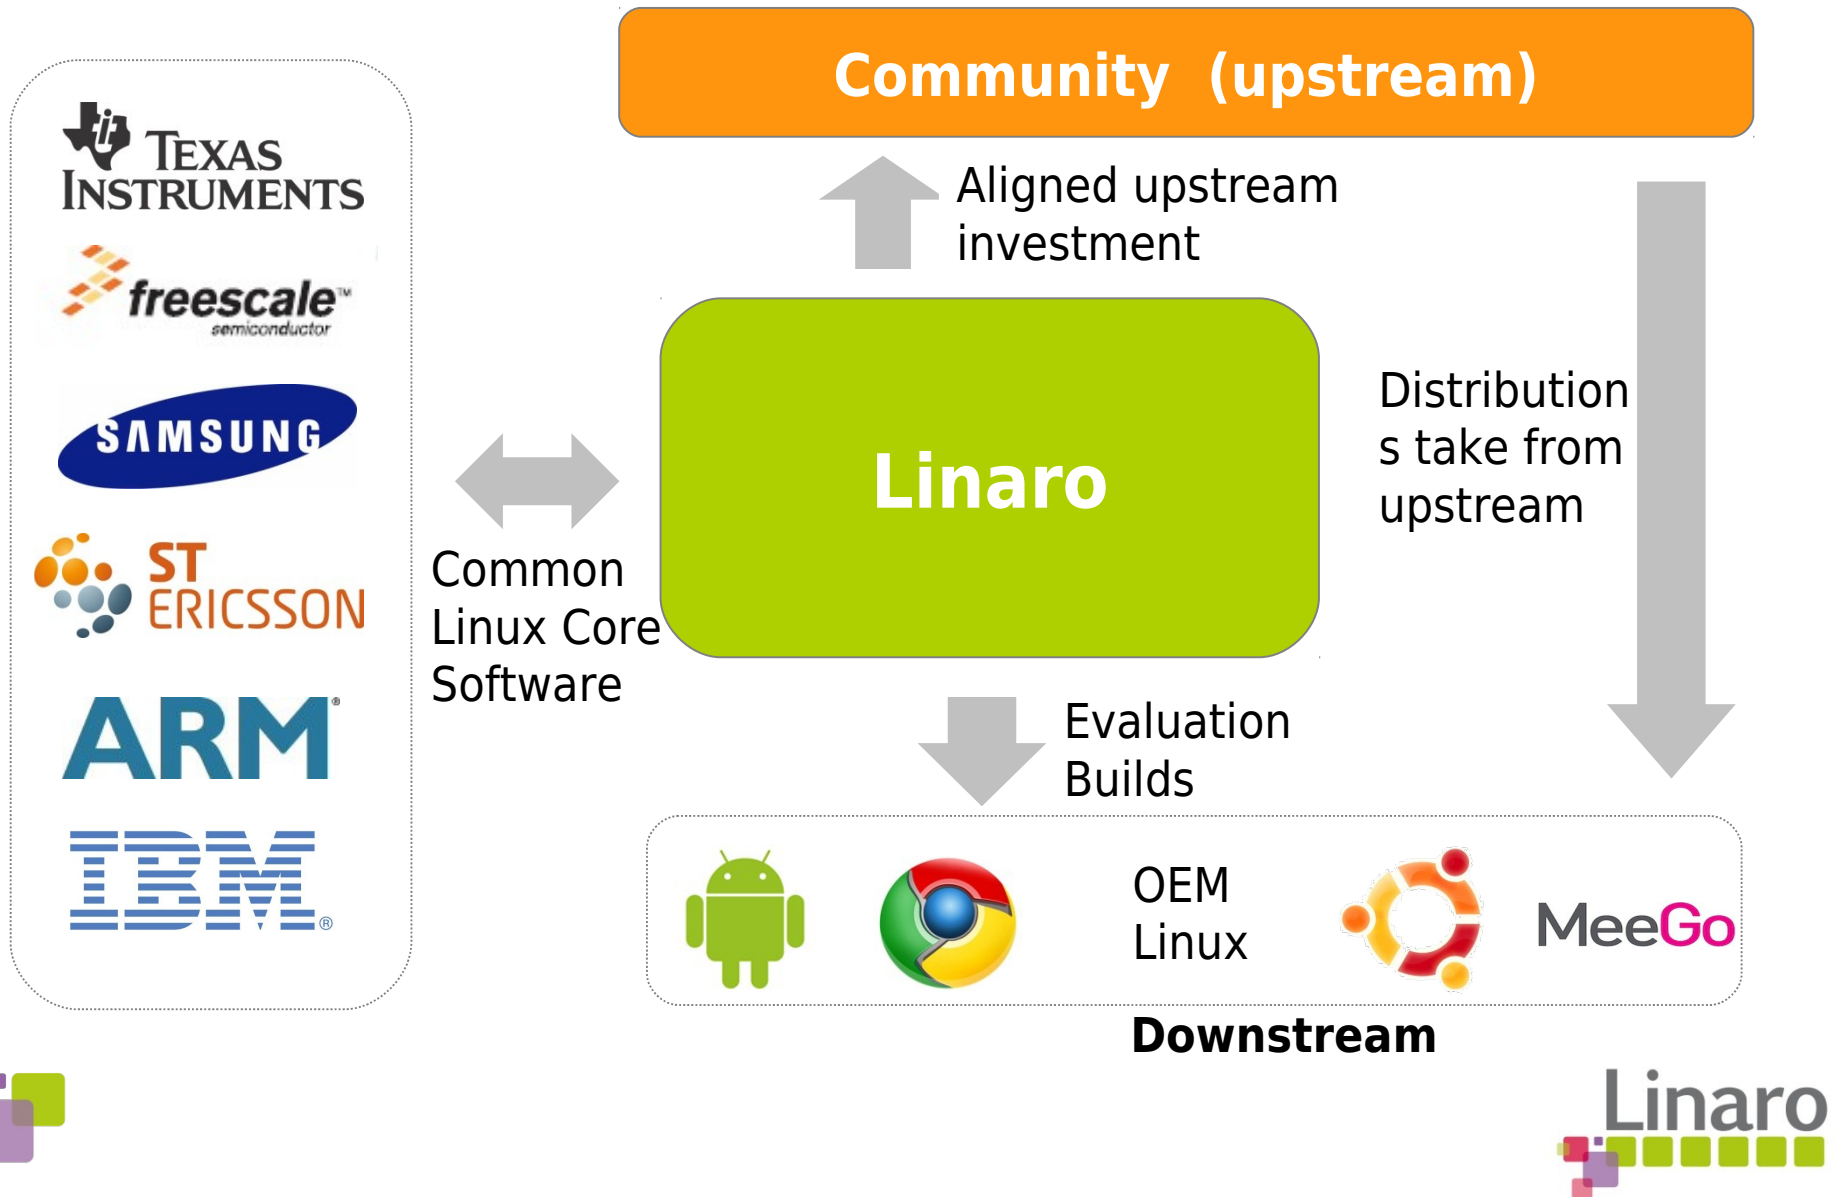 Community  (upstream)
TEXAS
INSTRUMENTS
freescale™
semiconductor
SAMSUNG
ST
ERICSSON
ARM®
IBM®
Aligned upstream
investment
Linaro
Common
Linux Core
Software
Distribution
s take from
upstream
Evaluation
Builds
OEM
Linux
MeeGo
Downstream
Linaro